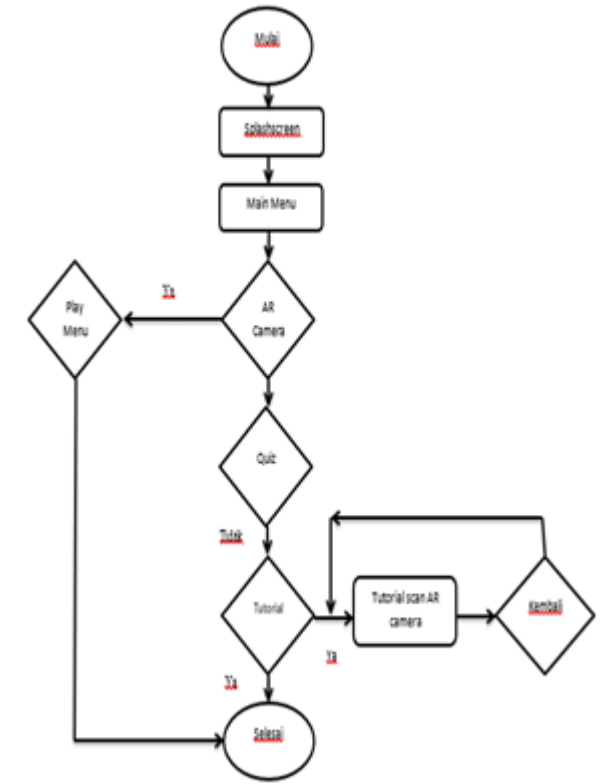 Mulai
Splashscreen
Main Menu
Ya
Play
Menu
AR
Camera
Quiz
Tidak
Tutorial
Tutorial scan AR
camera
Kembali
Ya
Ya
Selesai